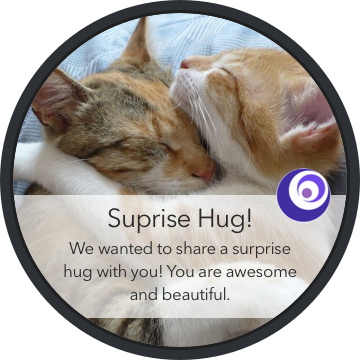 Suprise Hug!
We wanted to share a surprise
hug with you! You are awesome
and beautiful.